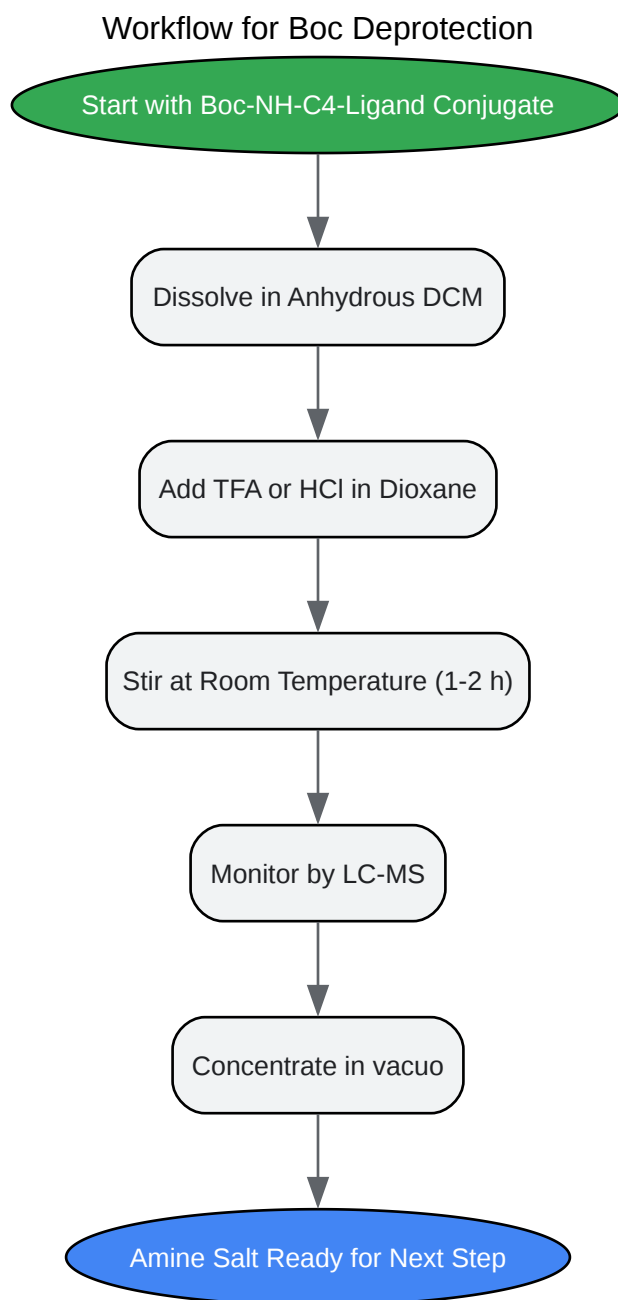 Workflow for Boc Deprotection
Start with Boc-NH-C4-Ligand Conjugate
Dissolve in Anhydrous DCM
Add TFA or HCl in Dioxane
Stir at Room Temperature (1-2 h)
Monitor by LC-MS
Concentrate in vacuo
Amine Salt Ready for Next Step